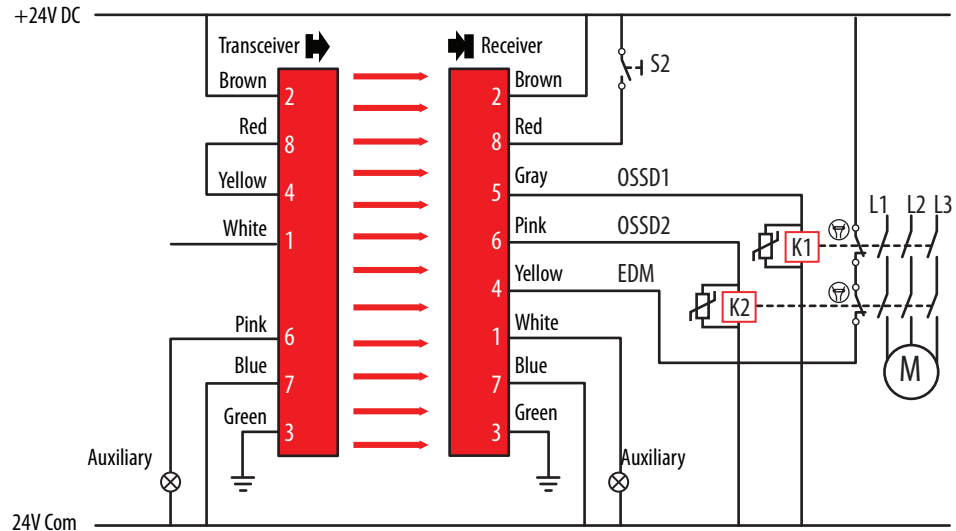 +24V DC
Transceiver
Receiver
S2
Brown
2
2
Brown
Red
8
8
Red
Yellow
4
5
Gray
OSSD1
L1
L2
L3
White
1
6
Pink
OSSD2
K1
4
Yellow
EDM
K2
Pink
6
1
White
Blue
7
7
Blue
M
Green
3
3
Green
Auxiliary
Auxiliary
24V Com